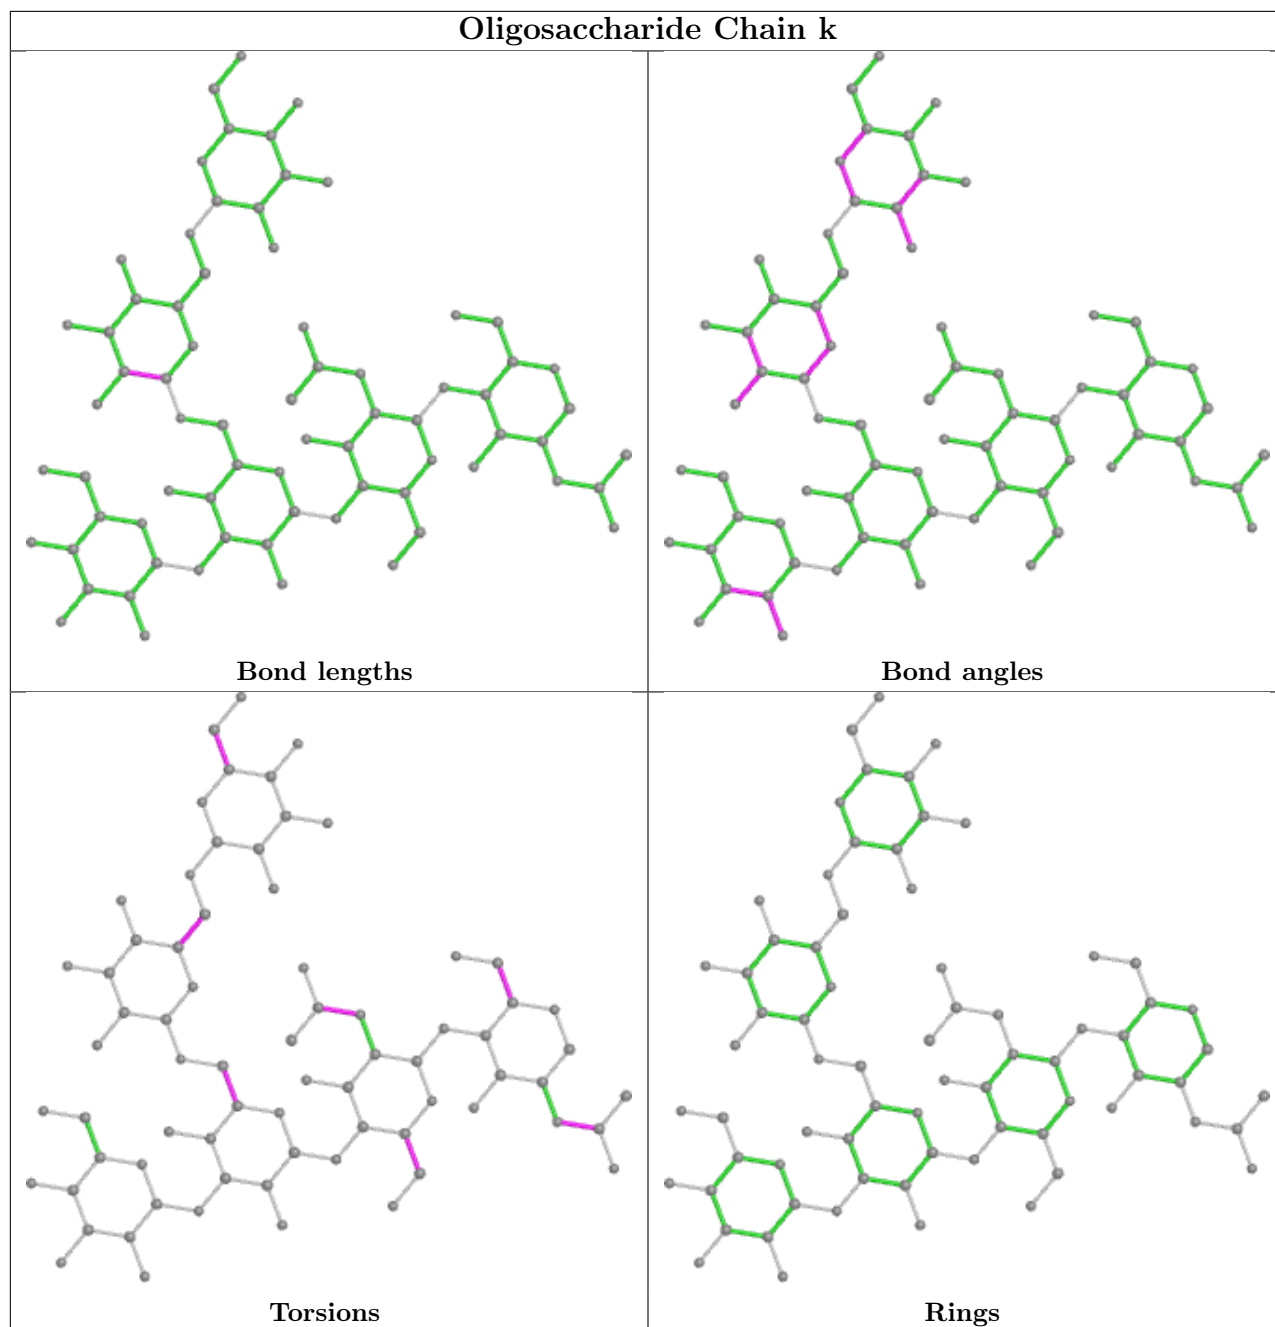 Oligosaccharide Chain k
Bond lengths
Bond angles
Torsions
Rings